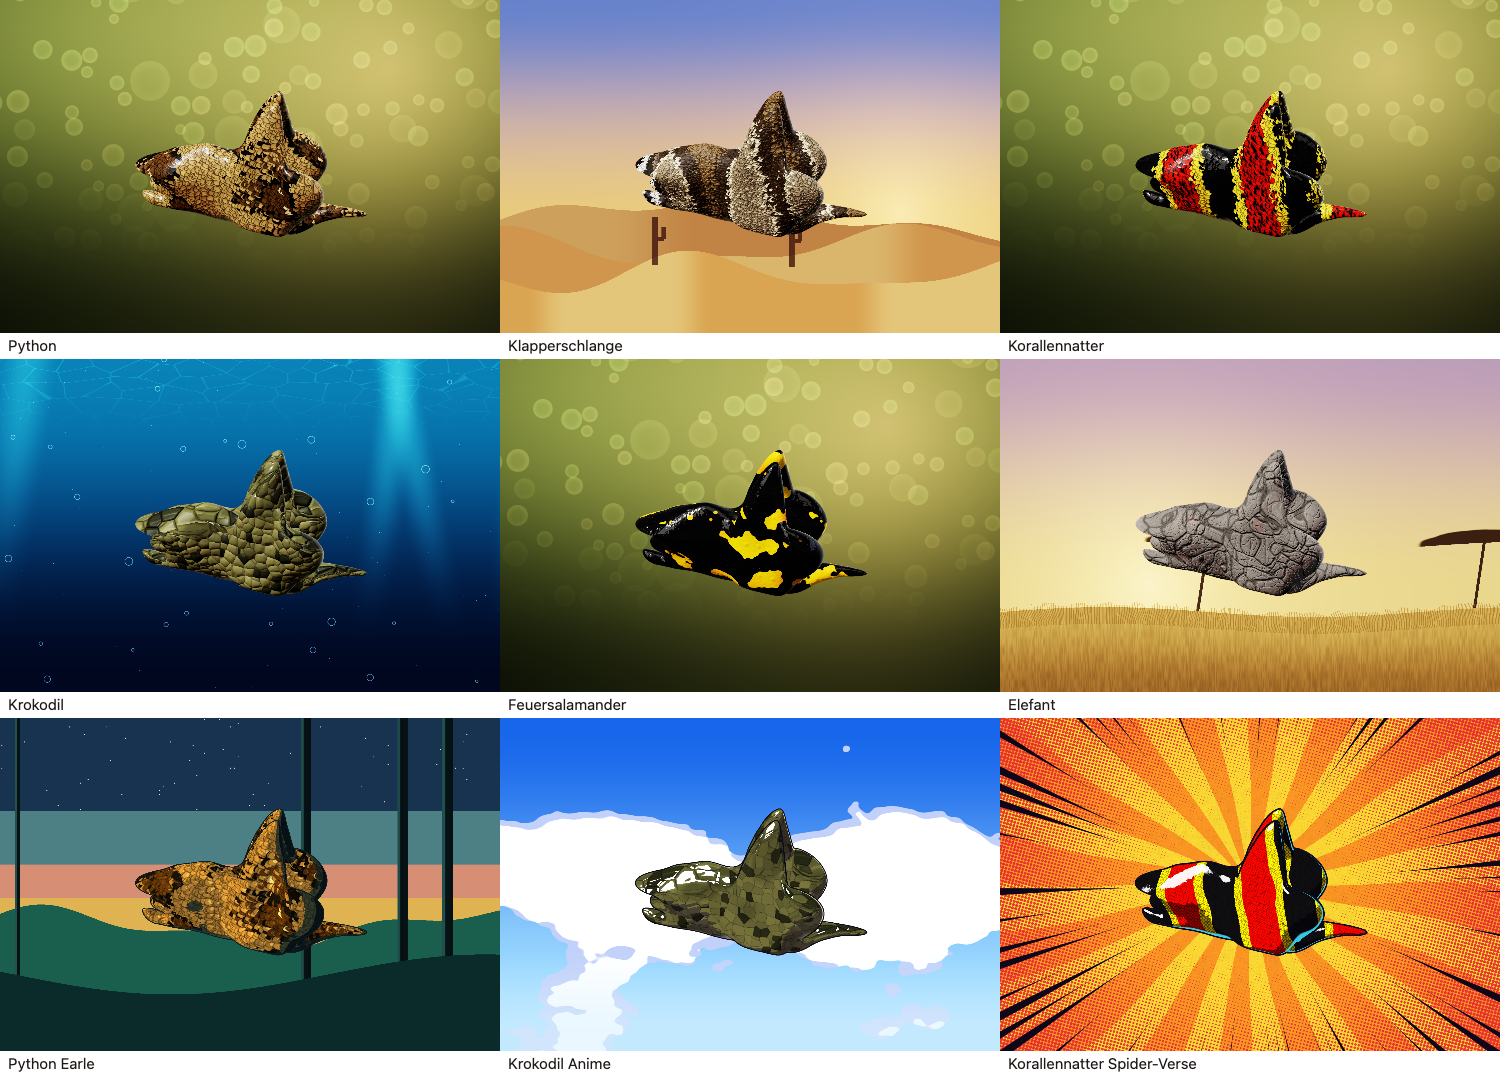 Python
Klapperschlange
Korallennatter
Krokodil
Feuersalamander
Elefant
Python Earle
Krokodil Anime
Korallennatter Spider-Verse